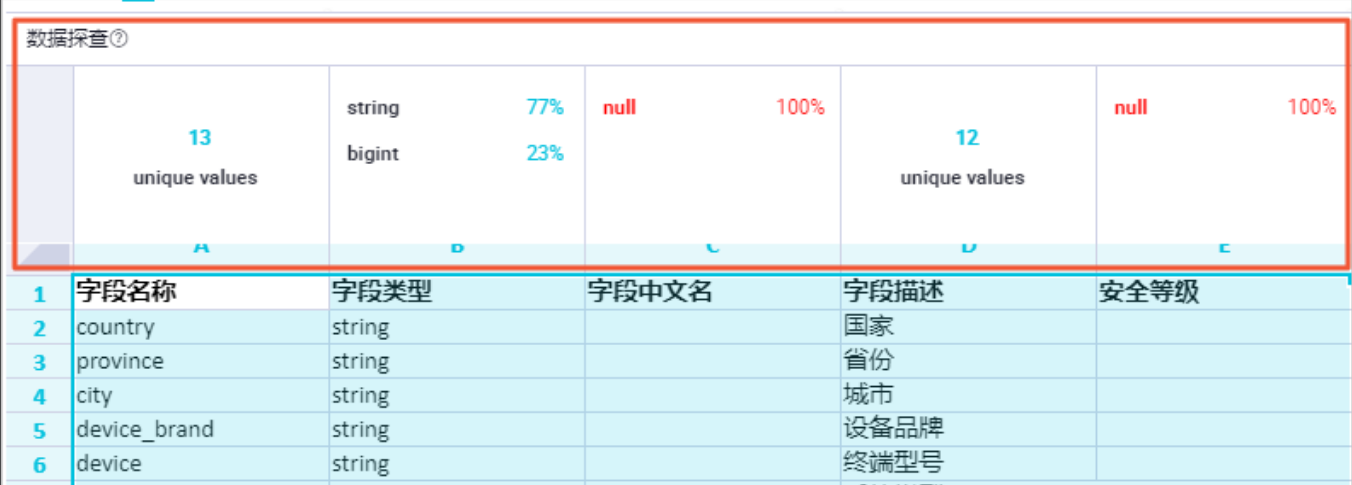 数据探查?
13
unique values
string 77%
bigint 23%
null 100%
12
unique values
null 100%
A B C D E
1 字段名称 字段类型 字段中文名 字段描述 安全等级
2 country string 国家
3 province string 省份
4 city string 城市
5 device_brand string 设备品牌
6 device string 终端型号